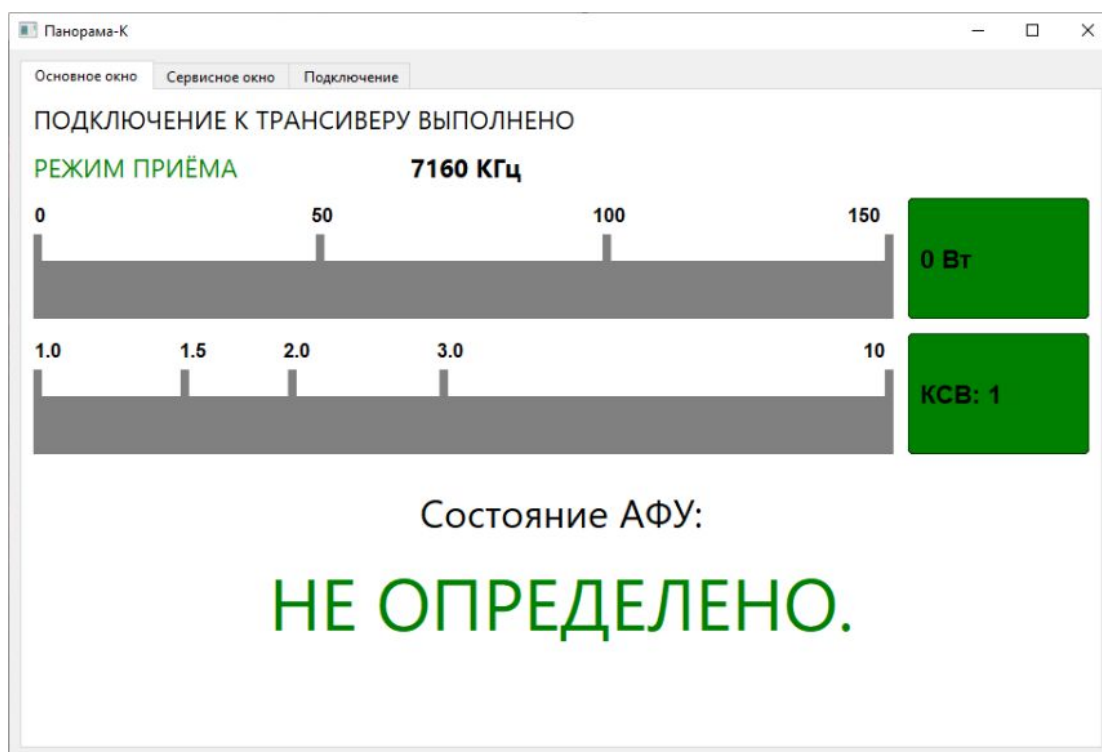 Панорама-К
Основное окно Сервисное окно Подключение
ПОДКЛЮЧЕНИЕ К ТРАНСИВЕРУ ВЫПОЛНЕНО
РЕЖИМ ПРИЁМА 7160 КГц
0 50 100 150
0 Вт
1.0 1.5 2.0 3.0 10
КСВ: 1
Состояние АФУ:
НЕ ОПРЕДЕЛЕНО.